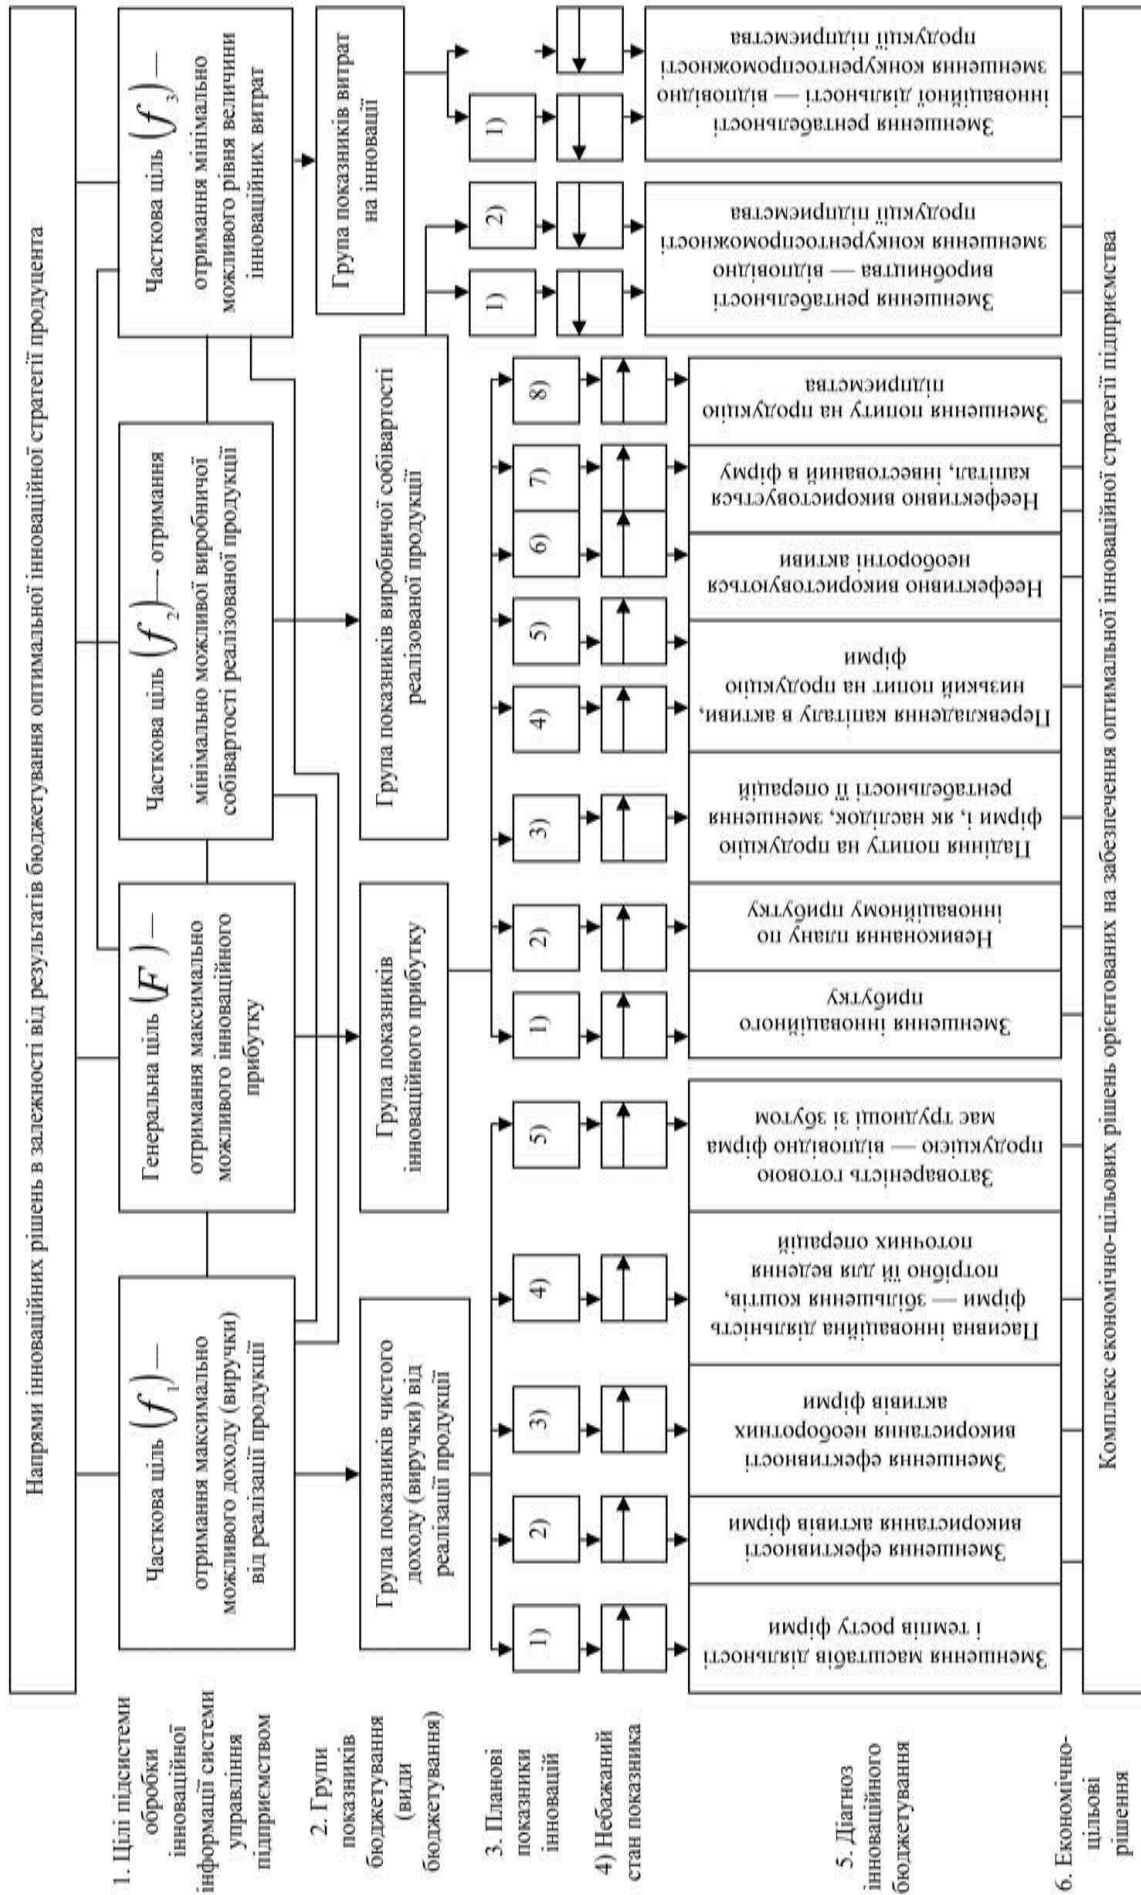 Напрями інноваційних рішень в залежності від результатів бюджетування оптимальної інноваційної стратегії продуцента
1. Цілі підсистеми
обробки
інноваційної
інформації системи
управління
підприємством
Часткова ціль (f₁) —
отримання максимально
можливого доходу (виручки)
від реалізації продукції
Генеральна ціль (F) —
отримання максимально
можливого інноваційного
прибутку
Часткова ціль (f₂) — отримання
мінімально можливої виробничої
собівартості реалізованої продукції
Часткова ціль (f₃) —
отримання мінімально
можливого рівня величини
інноваційних витрат
2. Групи
показників
бюджетування
(види
бюджетування)
Група показників чистого
доходу (виручки) від
реалізації продукції
Група показників
інноваційного прибутку
Група показників виробничої собівартості
реалізованої продукції
Група показників витрат
на інновації
3. Планові
показники
інновацій
1)
2)
3)
4)
5)
1)
2)
3)
4)
5)
6)
7)
8)
1)
2)
1)
4) Небажаний
стан показника
5. Діагноз
інноваційного
бюджетування
Зменшення масштабів діяльності
і темпів росту фірми
Зменшення ефективності
використання активів фірми
Зменшення ефективності
використання необоротних
активів фірми
Пасивна інноваційна діяльність
фірми — збільшення коштів,
потрібно їй для ведення
поточних операцій
Затовареність готовою
продукцією — відповідно фірма
має труднощі зі збутом
Зменшення інноваційного
прибутку
Невиконання плану по
інноваційному прибутку
Падіння попиту на продукцію
фірми і, як наслідок, зменшення
рентабельності її операцій
Перевкладення капіталу в активи,
низький попит на продукцію
фірми
Неефективно використовуються
необоротні активи
Неефективно використовується
капітал, інвестований в фірму
Зменшення попиту на продукцію
підприємства
Зменшення рентабельності
виробництва — відповідно
зменшення конкурентоспроможності
продукції підприємства
Зменшення рентабельності
інноваційної діяльності — відповідно
зменшення конкурентоспроможності
продукції підприємства
6. Економічно-
цільові
рішення
Комплекс економічно-цільових рішень орієнтованих на забезпечення оптимальної інноваційної стратегії підприємства